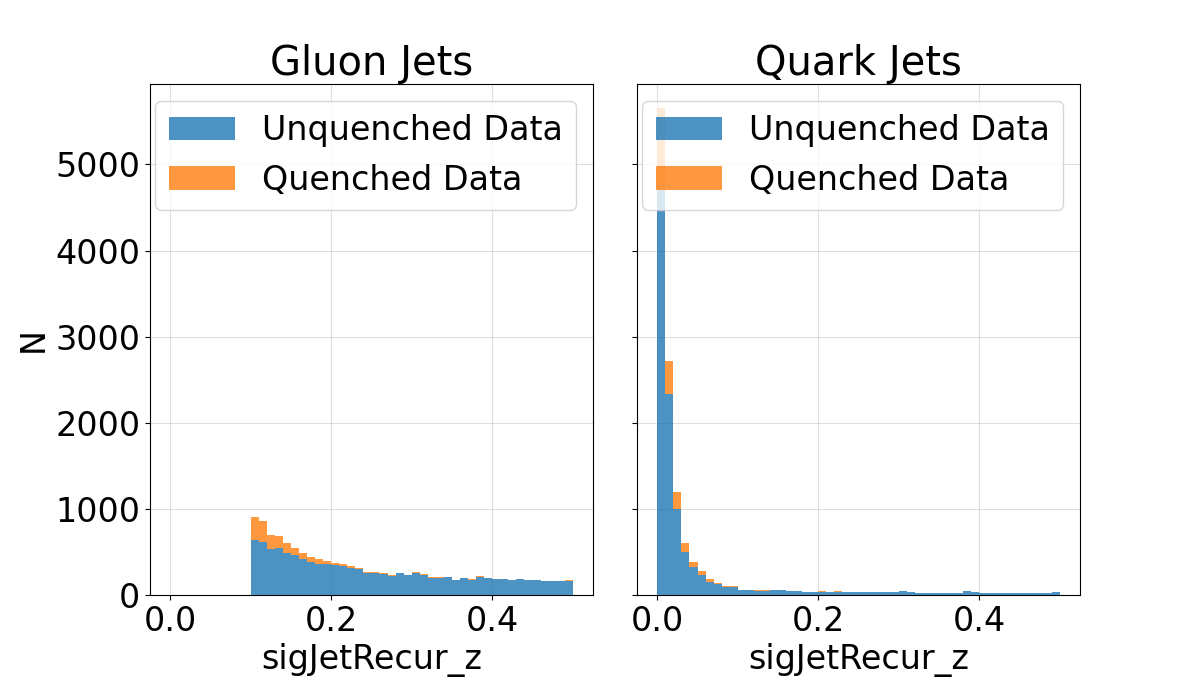 Gluon Jets
Quark Jets
Unquenched Data
Quenched Data
Unquenched Data
Quenched Data
N
5000
4000
3000
2000
1000
0
0.0 0.2 0.4
0.0 0.2 0.4
sigJetRecur_z
sigJetRecur_z